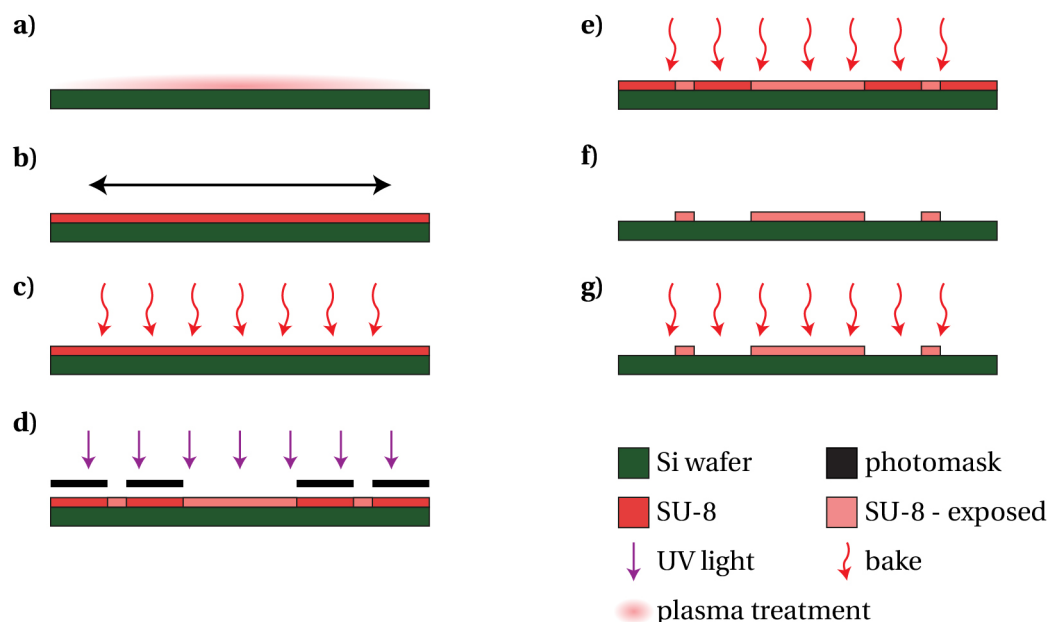 a)
b)
c)
d)
e)
f)
g)
Si wafer
photomask
SU-8
SU-8 - exposed
UV light
bake
plasma treatment